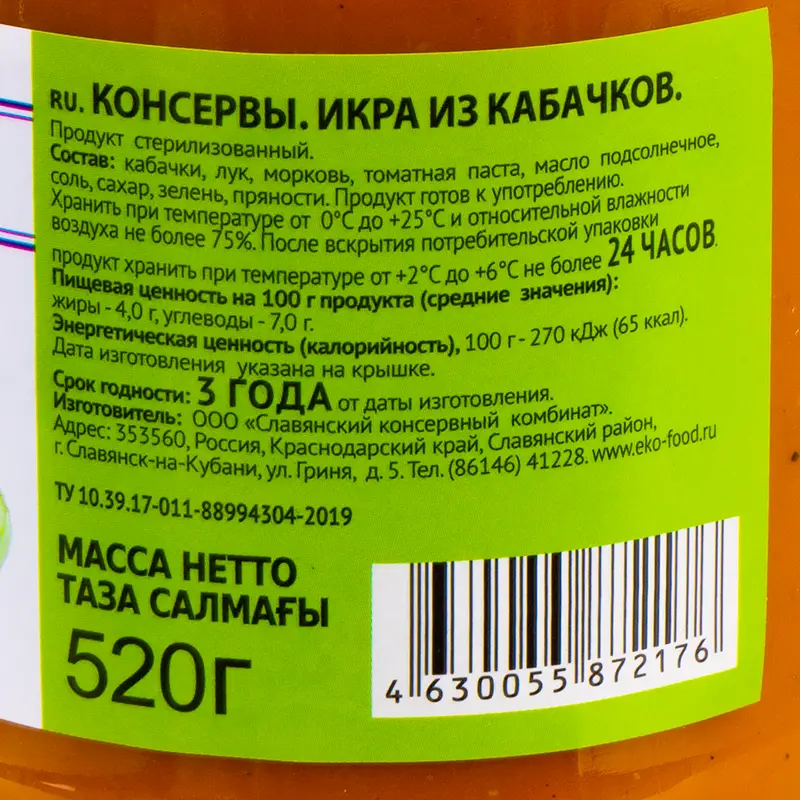 RU. КОНСЕРВЫ. ИКРА ИЗ КАБАЧКОВ.
Продукт стерилизованный.
Состав: кабачки, лук, морковь, томатная паста, масло подсолнечное,
соль, сахар, зелень, пряности. Продукт готов к употреблению.
Хранить при температуре от 0°С до +25°С и относительной влажности
воздуха не более 75%. После вскрытия потребительской упаковки
продукт хранить при температуре от +2°С до +6°С не более 24 ЧАСОВ.
Пищевая ценность на 100 г продукта (средние значения):
жиры - 4,0 г, углеводы - 7,0 г.
Энергетическая ценность (калорийность), 100 г - 270 кДж (65 ккал).
Дата изготовления указана на крышке.
Срок годности: 3 ГОДА от даты изготовления.
Изготовитель: ООО «Славянский консервный комбинат».
Адрес: 353560, Россия, Краснодарский край, Славянский район,
г. Славянск-на-Кубани, ул. Гриня, д. 5. Тел. (86146) 41228. www.eko-food.ru
ТУ 10.39.17-011-88994304-2019
МАССА НЕТТО
ТАЗА САЛМАҒЫ
520г
4 630055 872176